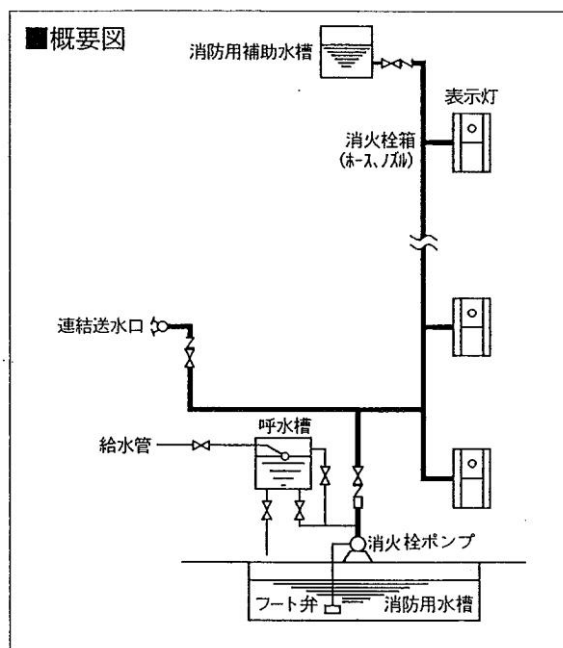 ■概要図
消防用補助水槽
表示灯
消火栓箱
(ホース、ノズル)
連結送水口
呼水槽
給水管
消火栓ポンプ
フート弁
消防用水槽